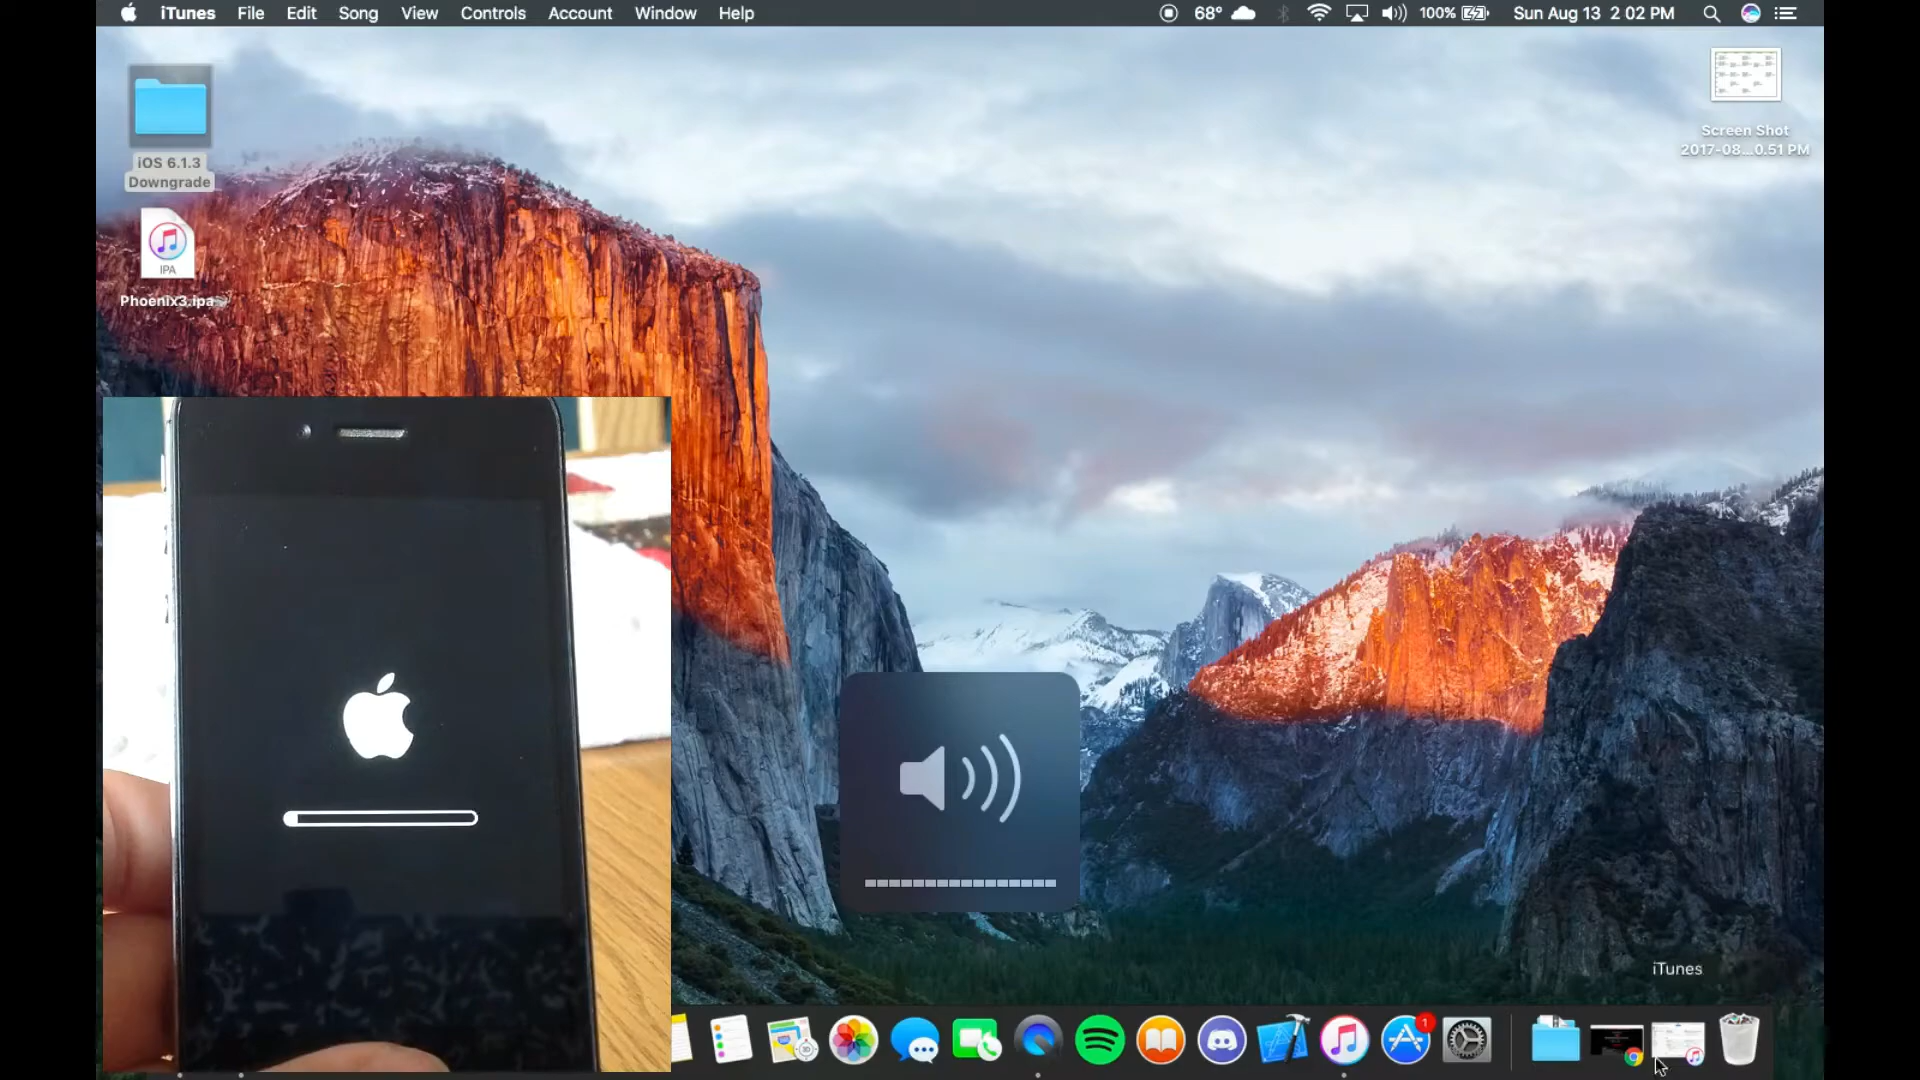 iTunes File Edit Song View Controls Account Window Help 68° 100% Sun Aug 13 2:02 PM
iOS 6.1.3
Downgrade
IPA
Phoenix3.ipa
Screen Shot
2017-08...0.51 PM
iTunes
1